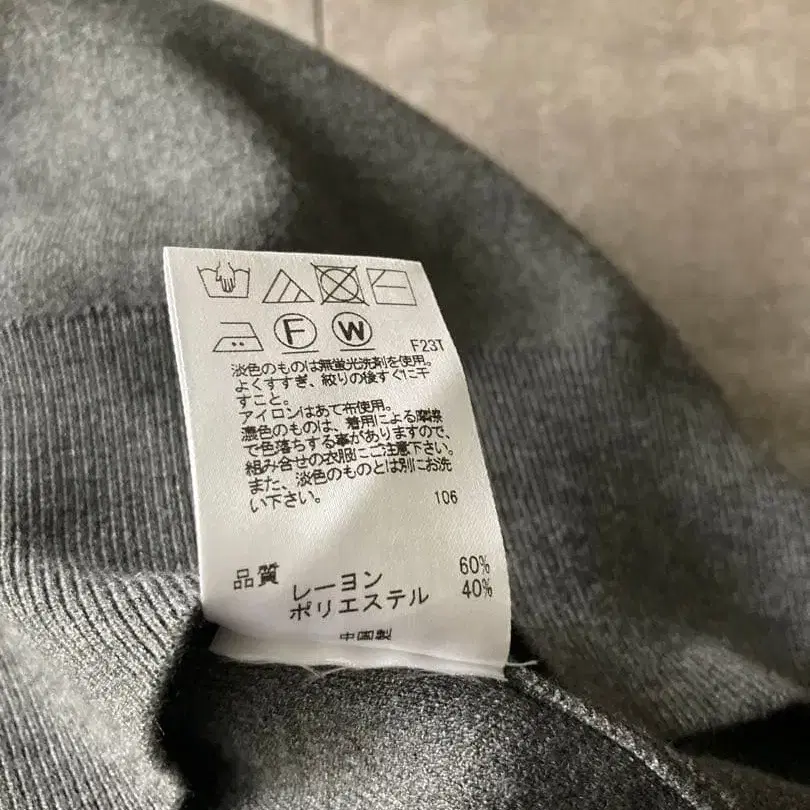 F W
F23T
淡色のものは無蛍光洗剤を使用。
よくすすぎ、絞りの後すぐに干
すこと。
アイロンはあて布使用。
濃色のものは、着用による摩擦
で色落ちする事がありますので、
組み合せの衣服にご注意下さい。
また、淡色のものとは別にお洗
い下さい。
106
品質 レーヨン 60%
ポリエステル 40%
中国製